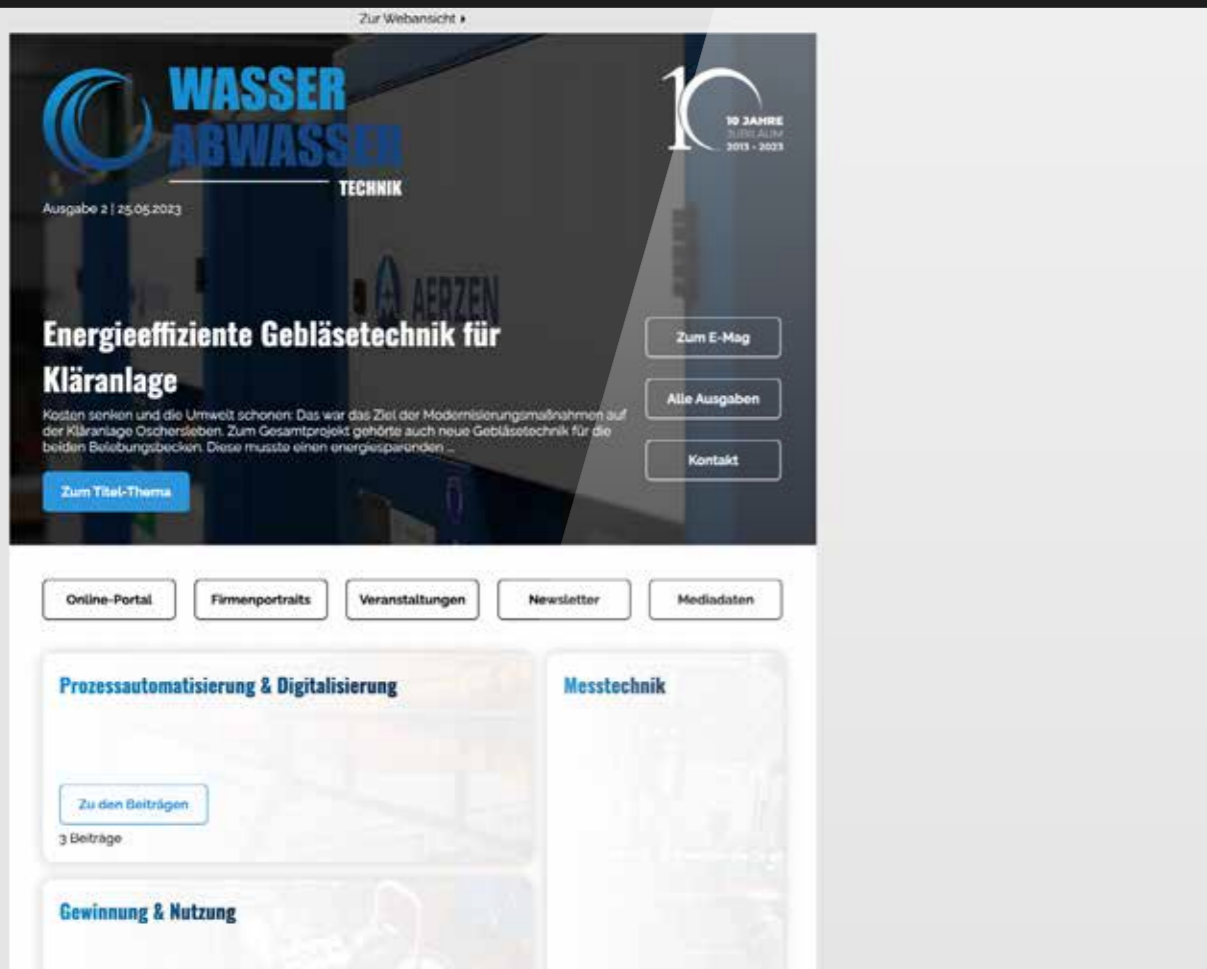 Zur Webansicht
WASSER
ABWASSER
TECHNIK
10
10 JAHRE
JUBILÄUM
2013 - 2023
Ausgabe 2 | 25.05.2023
AERZEN
Energieeffiziente Gebläsetechnik für
Kläranlage
Kosten senken und die Umwelt schonen: Das war das Ziel der Modernisierungsmaßnahmen auf
der Kläranlage Oschersleben. Zum Gesamtprojekt gehörte auch neue Gebläsetechnik für die
beiden Belebungsbecken. Diese musste einen energiesparenden ...
Zum Titel-Thema
Zum E-Mag
Alle Ausgaben
Kontakt
Online-Portal
Firmenportraits
Veranstaltungen
Newsletter
Mediadaten
Prozessautomatisierung & Digitalisierung
Zu den Beiträgen
3 Beiträge
Messtechnik
Gewinnung & Nutzung